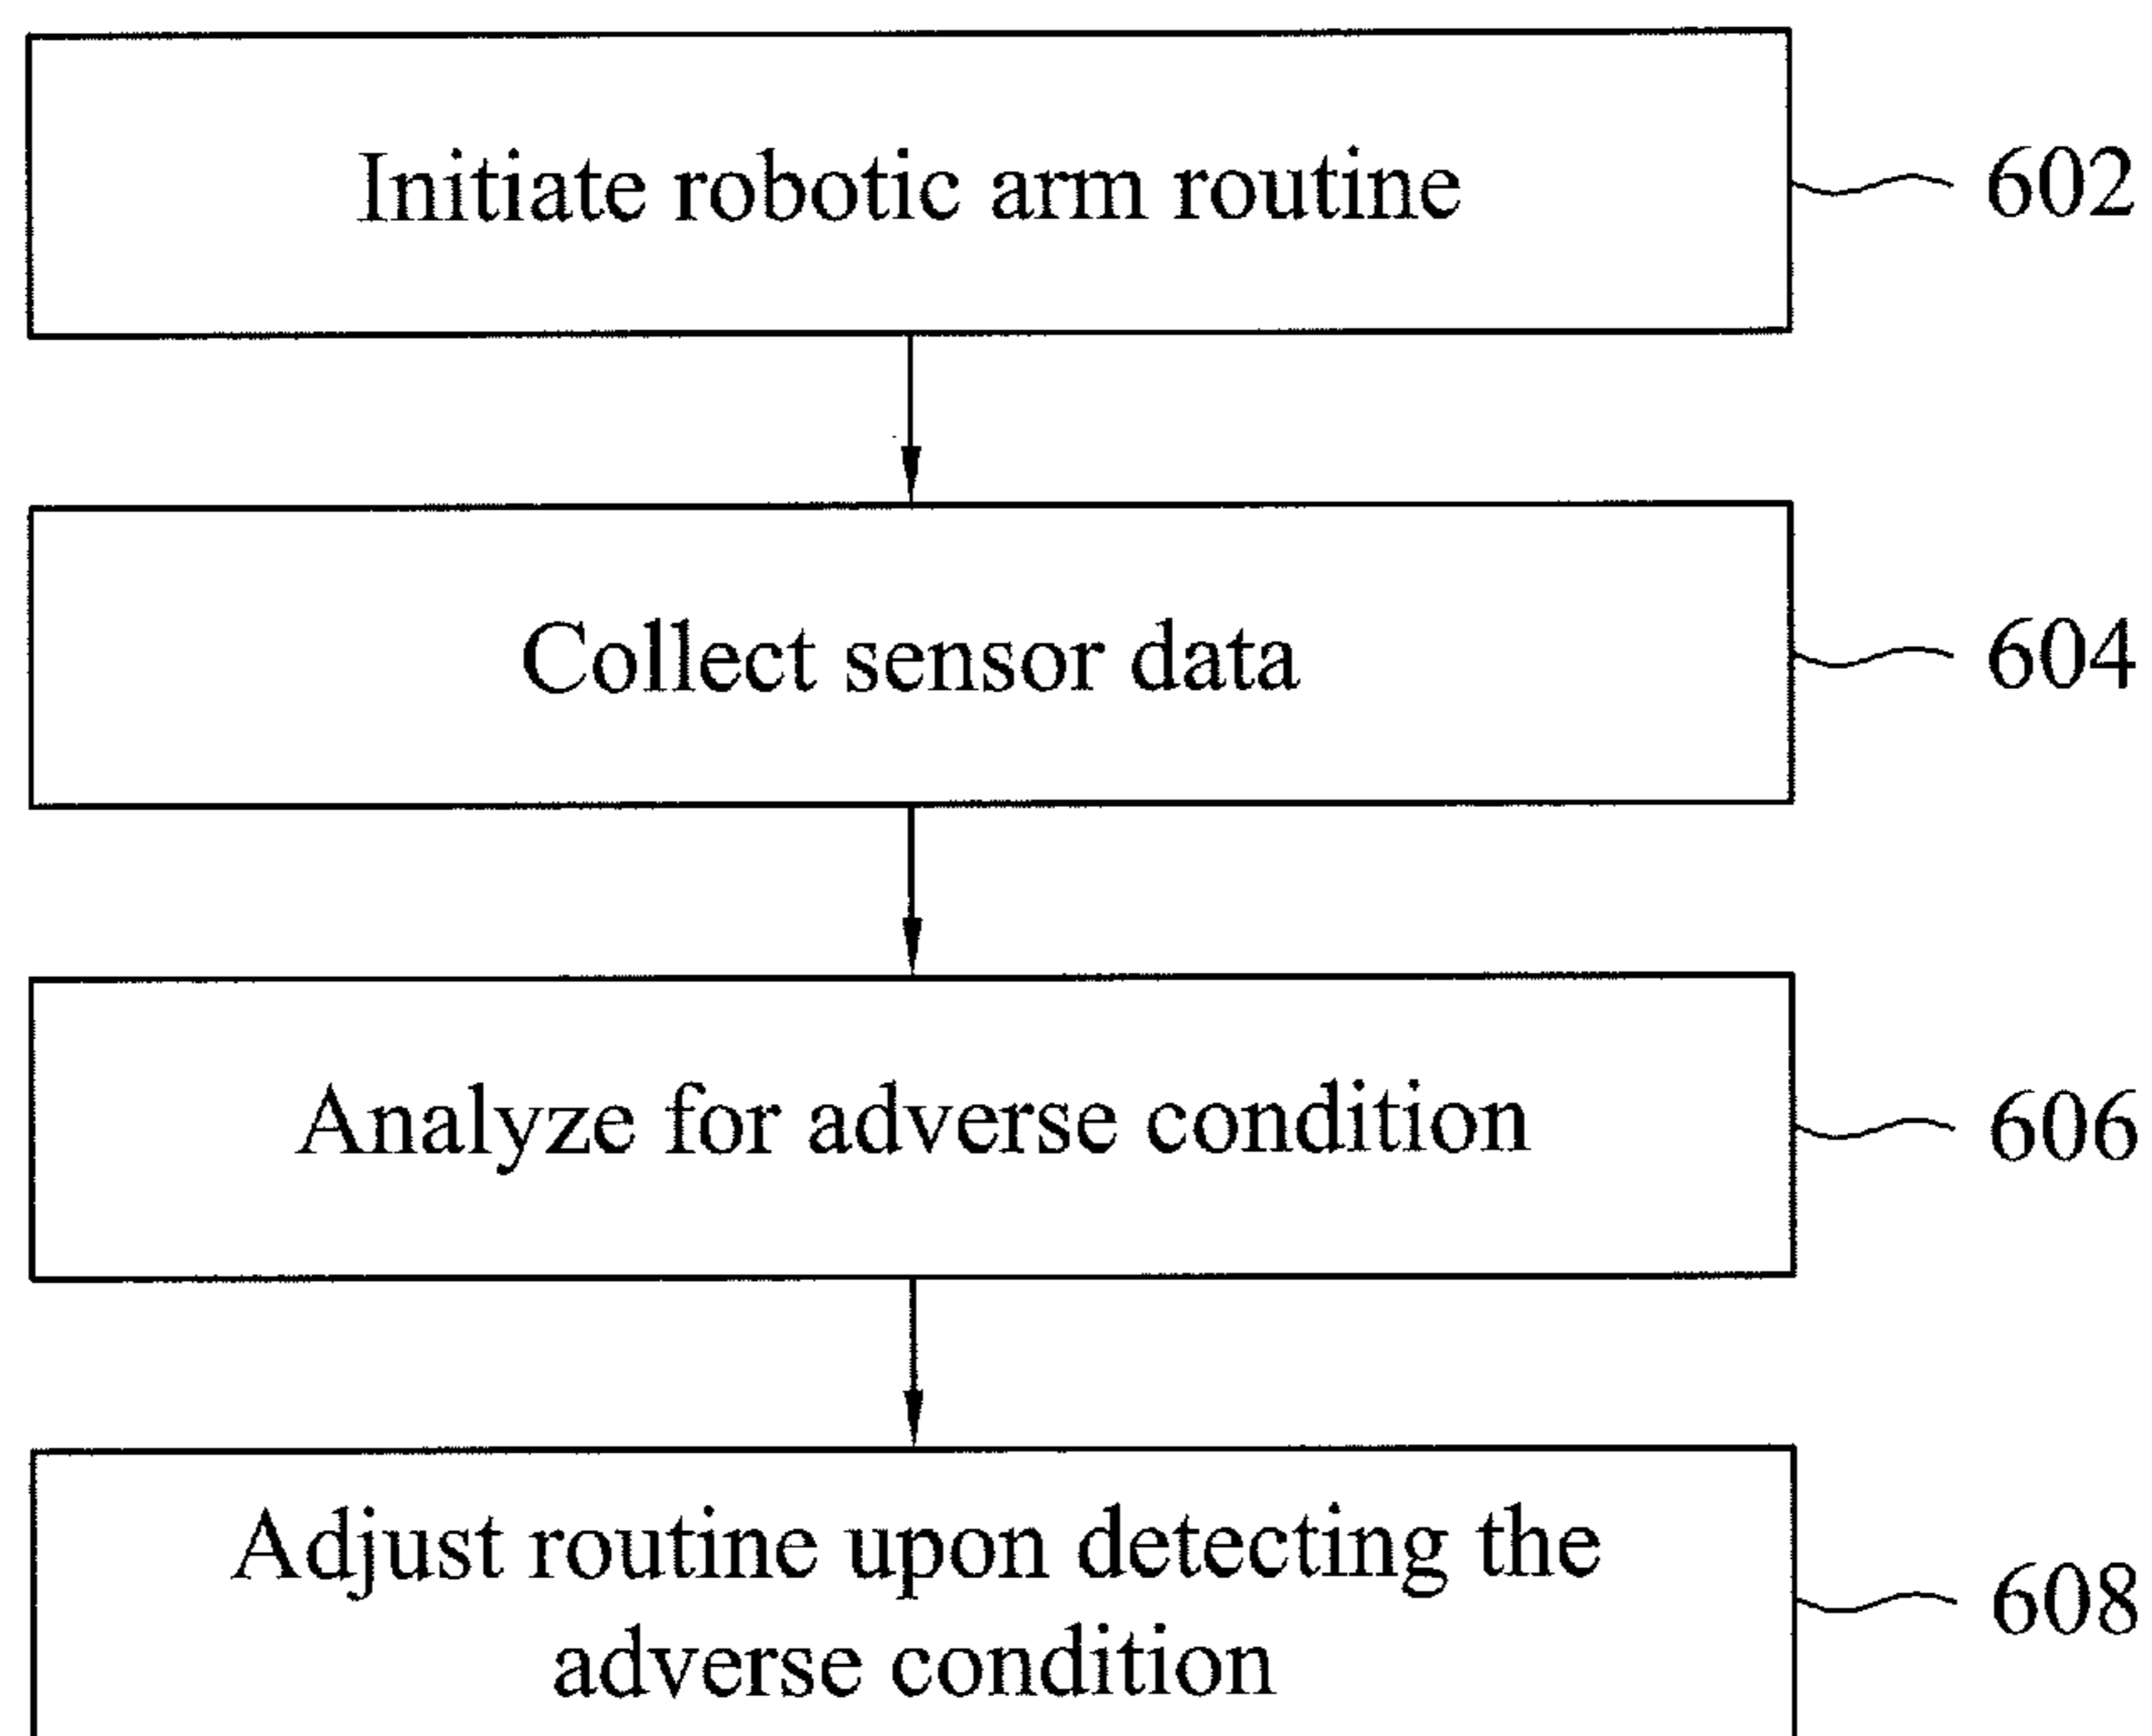 Initiate robotic arm routine
602
Collect sensor data
604
Analyze for adverse condition
606
Adjust routine upon detecting the
adverse condition
608